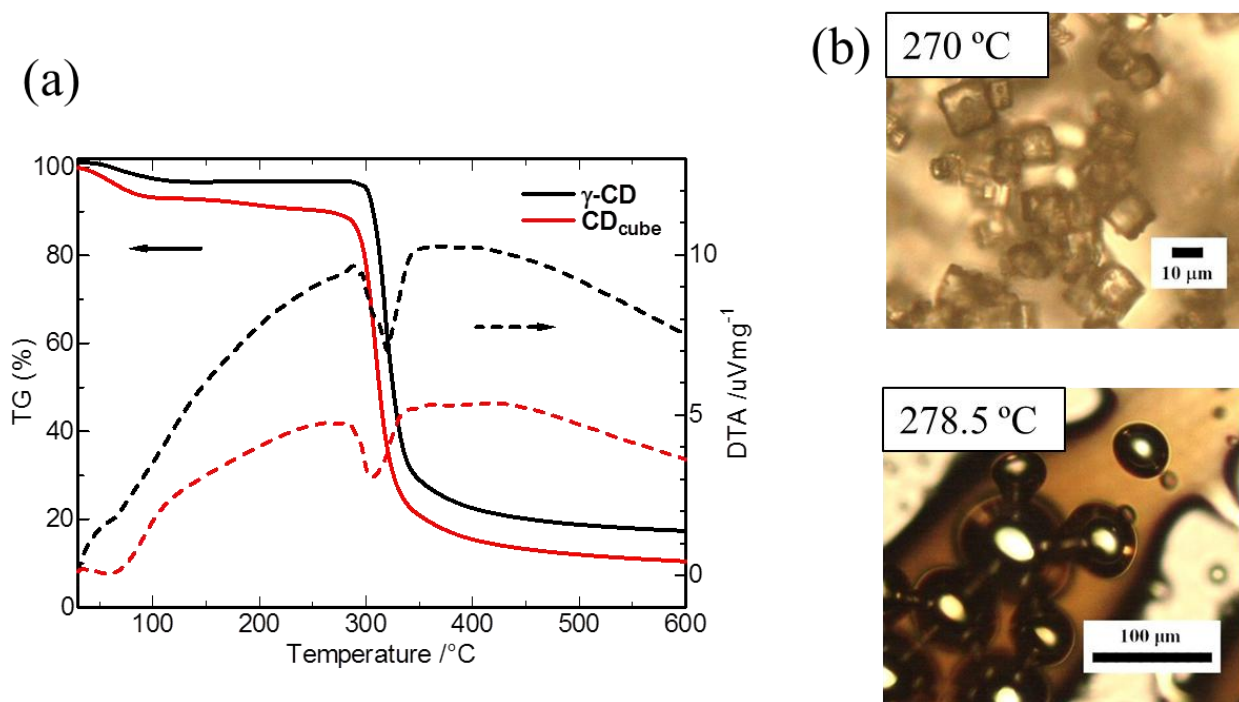 (a)
100
80
60
40
20
0
TG (%)
100
200
300
400
500
600
Temperature /°C
γ-CD
CDcube
10
5
0
DTA /uVmg⁻¹
(b)
270 ºC
10 μm
278.5 ºC
100 μm